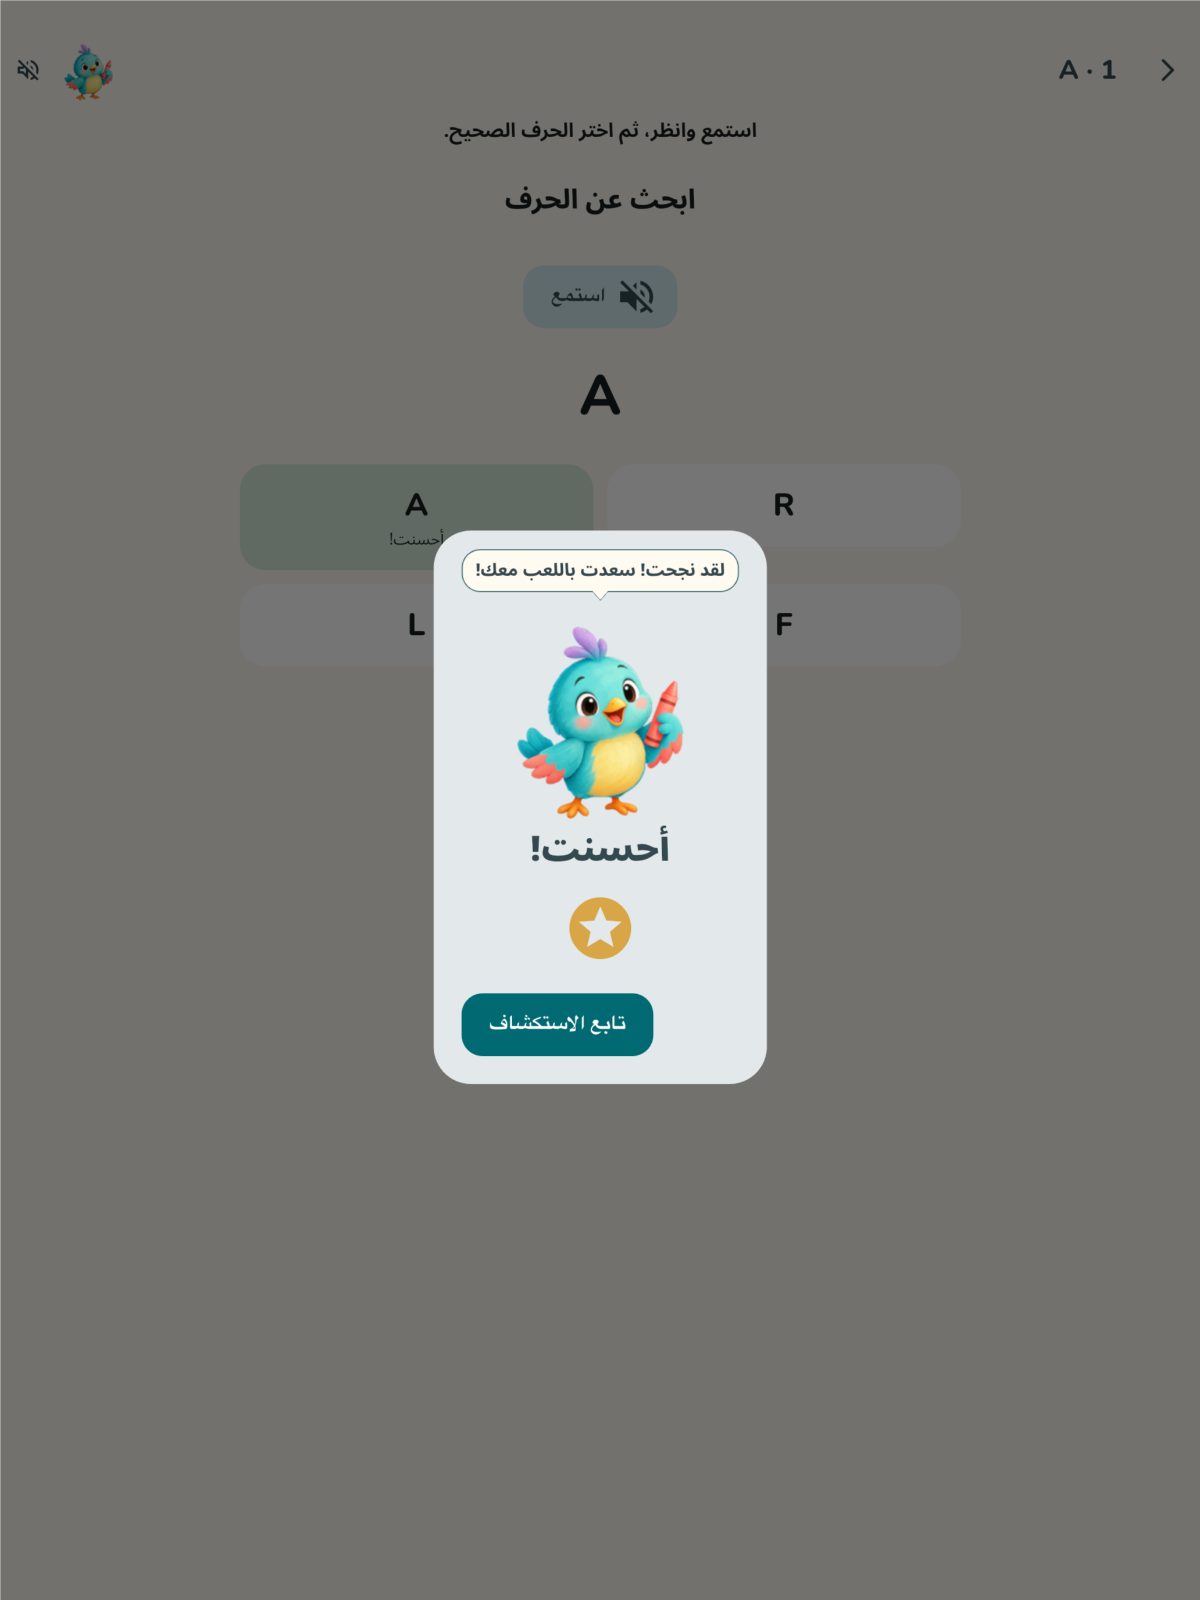 A · 1
استمع وانظر، ثم اختر الحرف الصحيح.
ابحث عن الحرف
استمع
A
R
A
أحسنت!
F
L
لقد نجحت! سعدت باللعب معك!
أحسنت!
تابع الاستكشاف